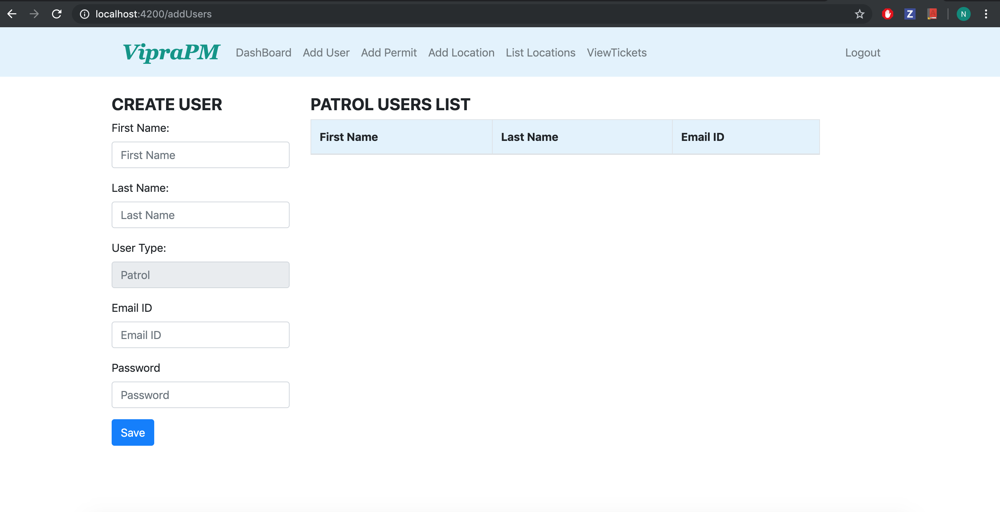 localhost:4200/addUsers
Z
A
N
VipraPM DashBoard Add User Add Permit Add Location List Locations ViewTickets Logout
CREATE USER
First Name:
First Name
Last Name:
Last Name
User Type:
Patrol
Email ID
Email ID
Password
Password
Save
PATROL USERS LIST
First Name Last Name Email ID